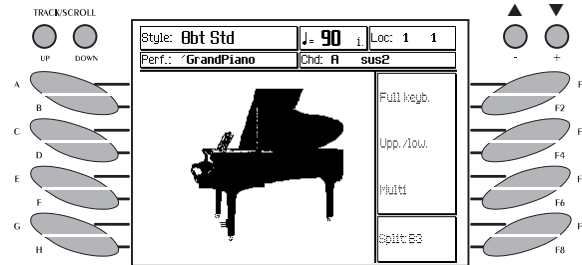 TRACK/SCROLL
UP DOWN
- +
Style: 8bt Std ♩= 90 i. Loc: 1 1
Perf.: ´GrandPiano Chd: A sus2
A
B
C
D
E
F
G
H
Full keyb.
Upp./low.
Multi
Split:B3
F
F2
F
F4
F
F6
F
F8